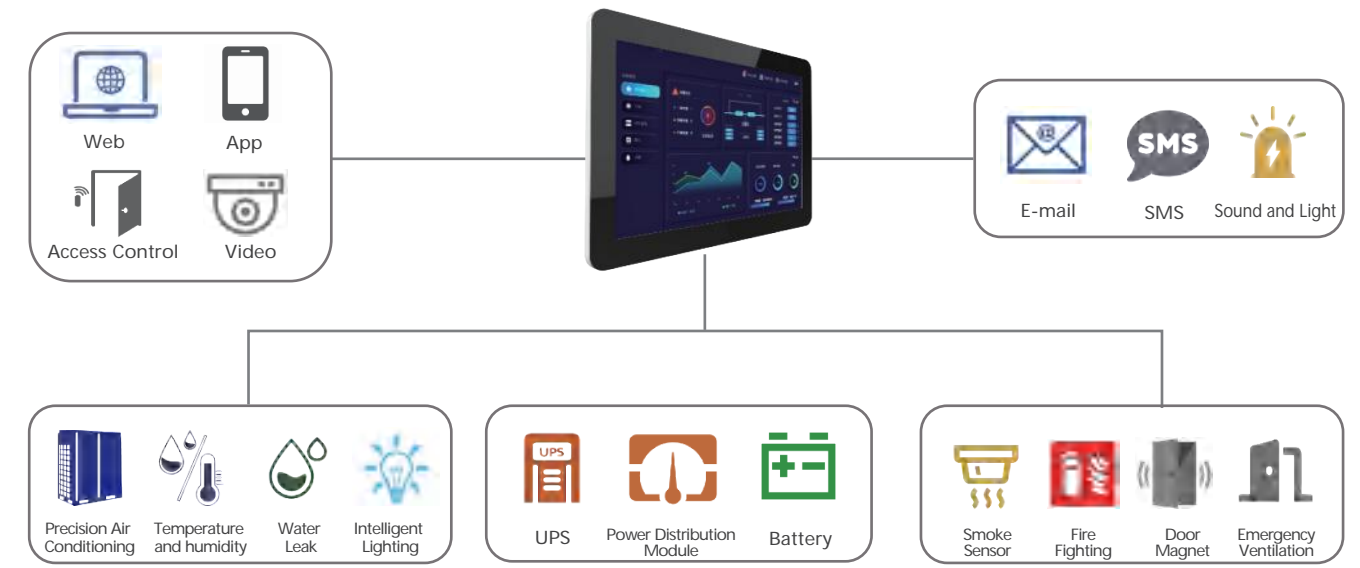 Web
App
Access Control
Video
SMS
E-mail
SMS
Sound and Light
UPS
Precision Air
Conditioning
Temperature
and humidity
Water
Leak
Intelligent
Lighting
UPS
Power Distribution
Module
Battery
Smoke
Sensor
Fire
Fighting
Door
Magnet
Emergency
Ventilation